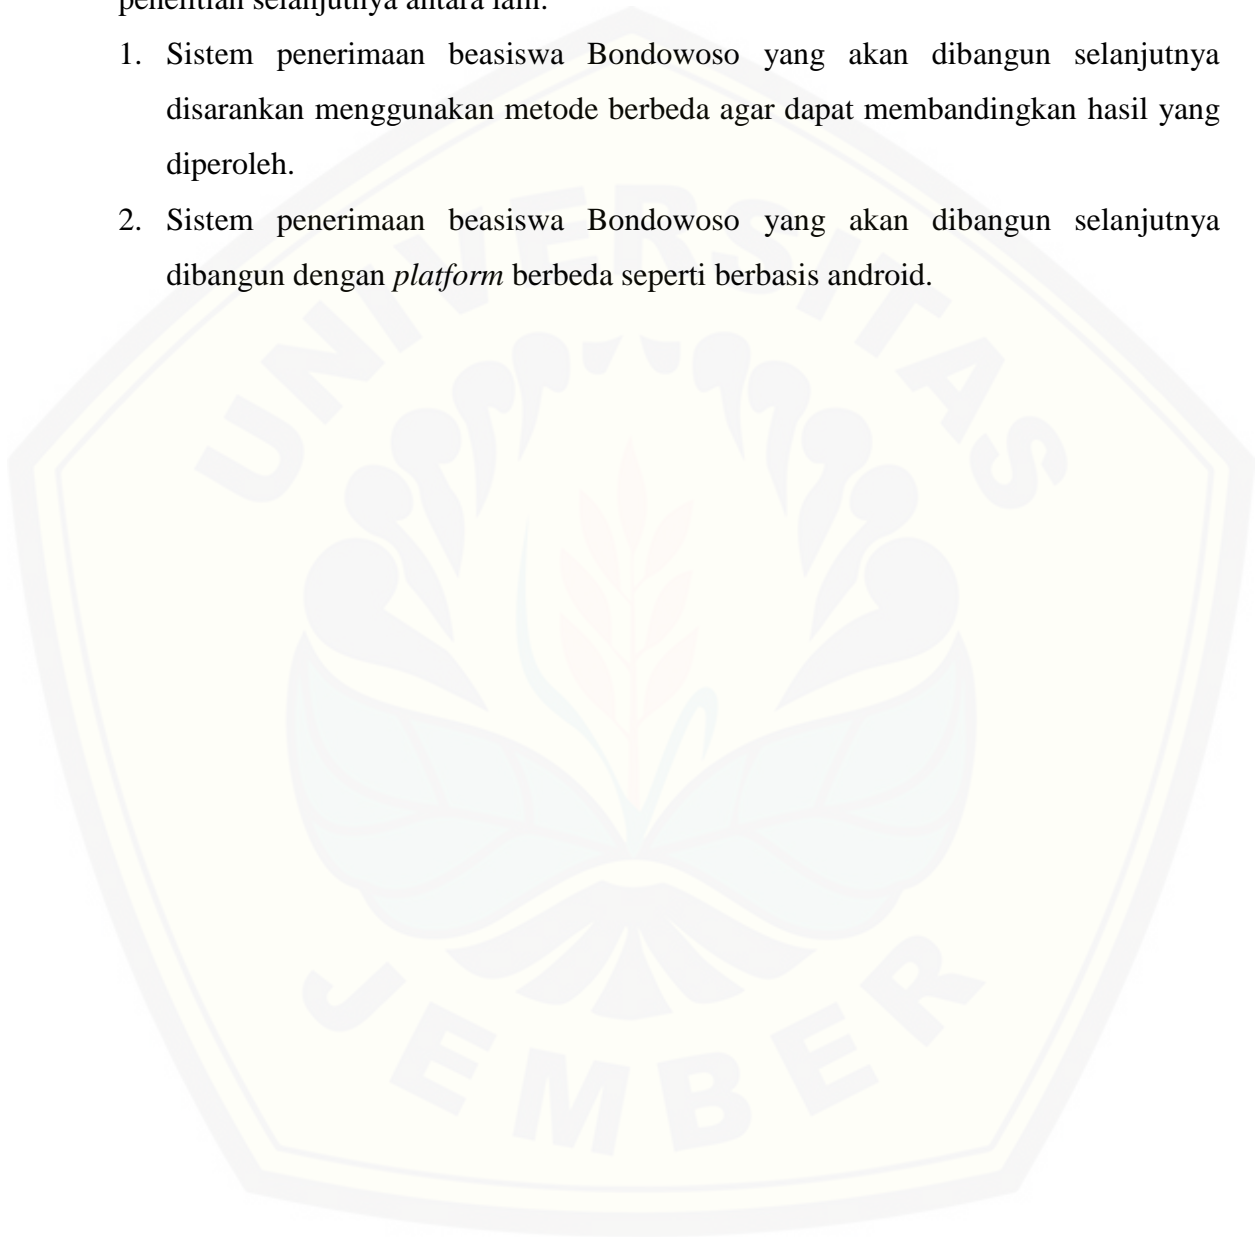 penelitian selanjutnya antara lain:
1. Sistem penerimaan beasiswa Bondowoso yang akan dibangun selanjutnya
disarankan menggunakan metode berbeda agar dapat membandingkan hasil yang
diperoleh.
2. Sistem penerimaan beasiswa Bondowoso yang akan dibangun selanjutnya
dibangun dengan platform berbeda seperti berbasis android.
UNIVERSITAS
JEMBER